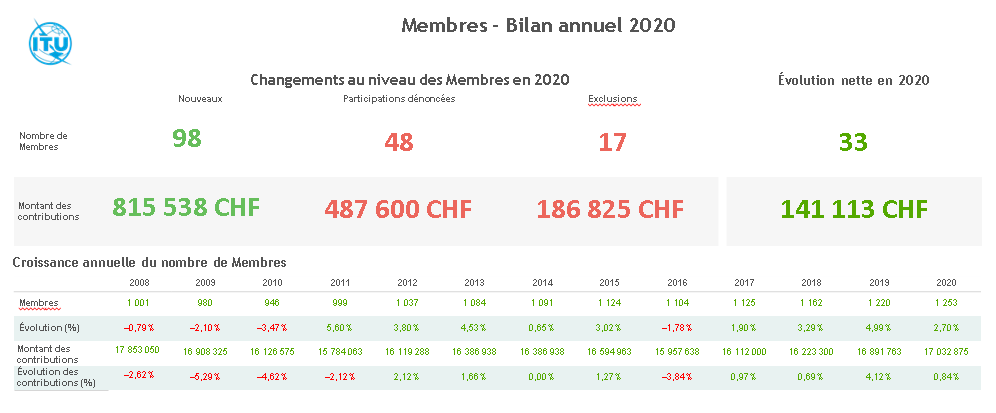 ITU
Membres - Bilan annuel 2020
Changements au niveau des Membres en 2020
Évolution nette en 2020
Nouveaux Participations dénoncées Exclusions
Nombre de
Membres
98 48 17 33
Montant des
contributions
815 538 CHF 487 600 CHF 186 825 CHF 141 113 CHF
Croissance annuelle du nombre de Membres
2008 2009 2010 2011 2012 2013 2014 2015 2016 2017 2018 2019 2020
Membres 1 001 980 946 999 1 037 1 084 1 091 1 124 1 104 1 125 1 162 1 220 1 253
Évolution (%) –0,79% –2,10% –3,47% 5,60% 3,80% 4,53% 0,65% 3,02% –1,78% 1,90% 3,29% 4,99% 2,70%
Montant des
contributions
17 853 050 16 908 325 16 126 575 15 784 063 16 119 288 16 386 938 16 386 938 16 594 963 15 957 638 16 112 000 16 223 300 16 891 763 17 032 875
Évolution des
contributions (%)
–2,62% –5,29% –4,62% –2,12% 2,12% 1,66% 0,00% 1,27% –3,84% 0,97% 0,69% 4,12% 0,84%